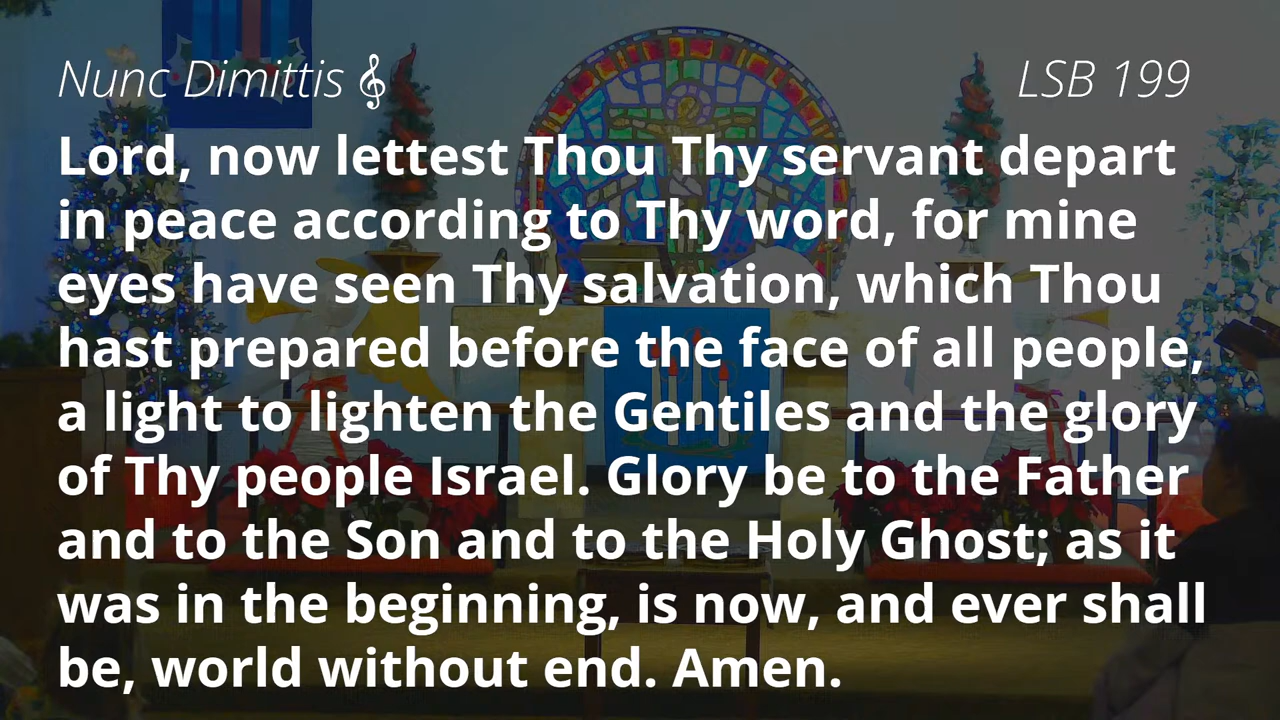 Nunc Dimittis 𝄞 LSB 199
Lord, now lettest Thou Thy servant depart
in peace according to Thy word, for mine
eyes have seen Thy salvation, which Thou
hast prepared before the face of all people,
a light to lighten the Gentiles and the glory
of Thy people Israel. Glory be to the Father
and to the Son and to the Holy Ghost; as it
was in the beginning, is now, and ever shall
be, world without end. Amen.